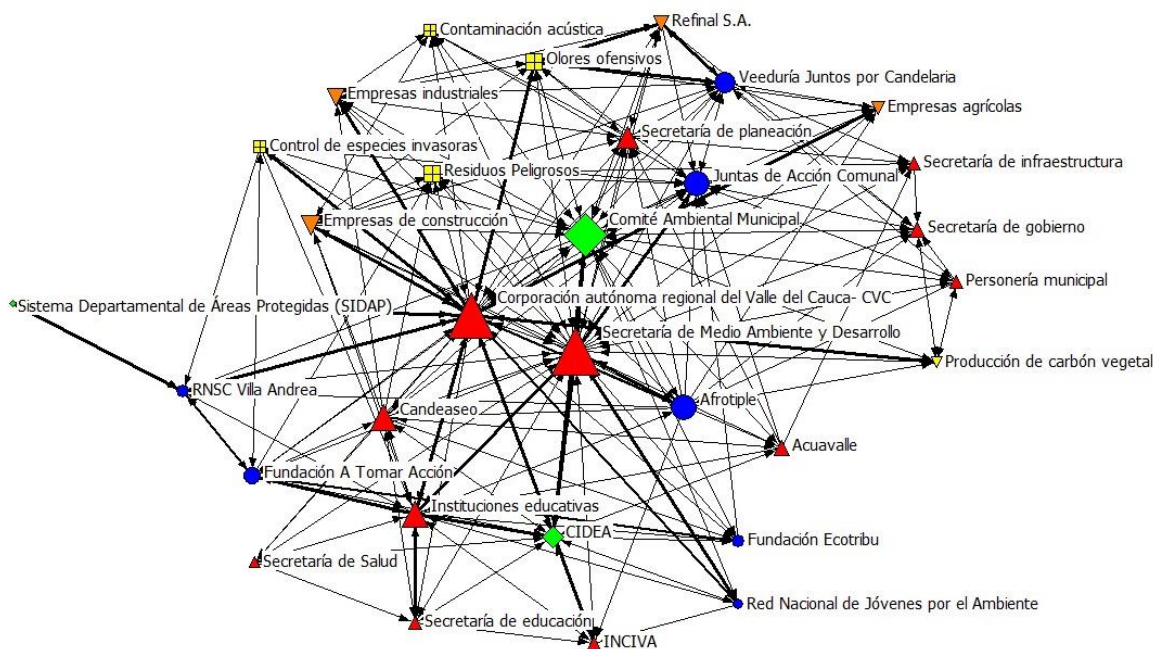 Refinal S.A.
Contaminación acústica
Olores ofensivos
Veeduría Juntos por Candelaria
Empresas industriales
Empresas agrícolas
Secretaría de planeación
Control de especies invasoras
Secretaría de infraestructura
Residuos Peligrosos
Juntas de Acción Comunal
Empresas de construcción
Comité Ambiental Municipal
Secretaría de gobierno
Personería municipal
Corporación autónoma regional del Valle del Cauca- CVC
Sistema Departamental de Áreas Protegidas (SIDAP)
Secretaría de Medio Ambiente y Desarrollo
Producción de carbón vegetal
RNSC Vila Andrea
Afrotiple
Candeaseo
Acuavalle
Fundación A Tomar Acción
Instituciones educativas
CIDEA
Fundación Ecotribu
Secretaría de Salud
Red Nacional de Jóvenes por el Ambiente
Secretaría de educación
INCIVA